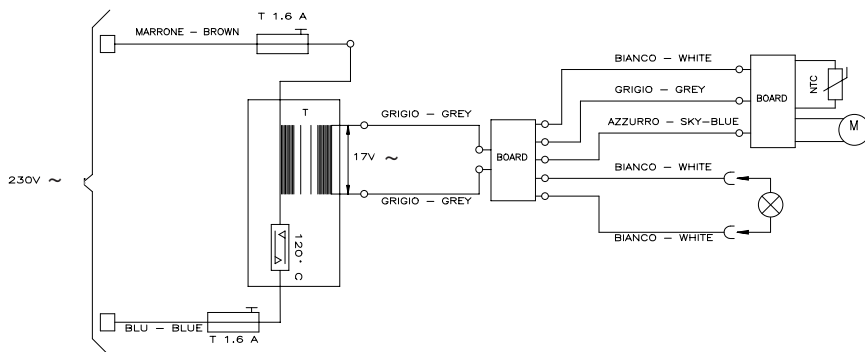 T 1.6 A
MARRONE - BROWN
BIANCO - WHITE
GRIGIO - GREY
NTC
BOARD
T
GRIGIO - GREY
AZZURRO - SKY-BLUE
M
17V ~
BOARD
230V ~
BIANCO - WHITE
GRIGIO - GREY
120° C
BIANCO - WHITE
BLU - BLUE
T 1.6 A